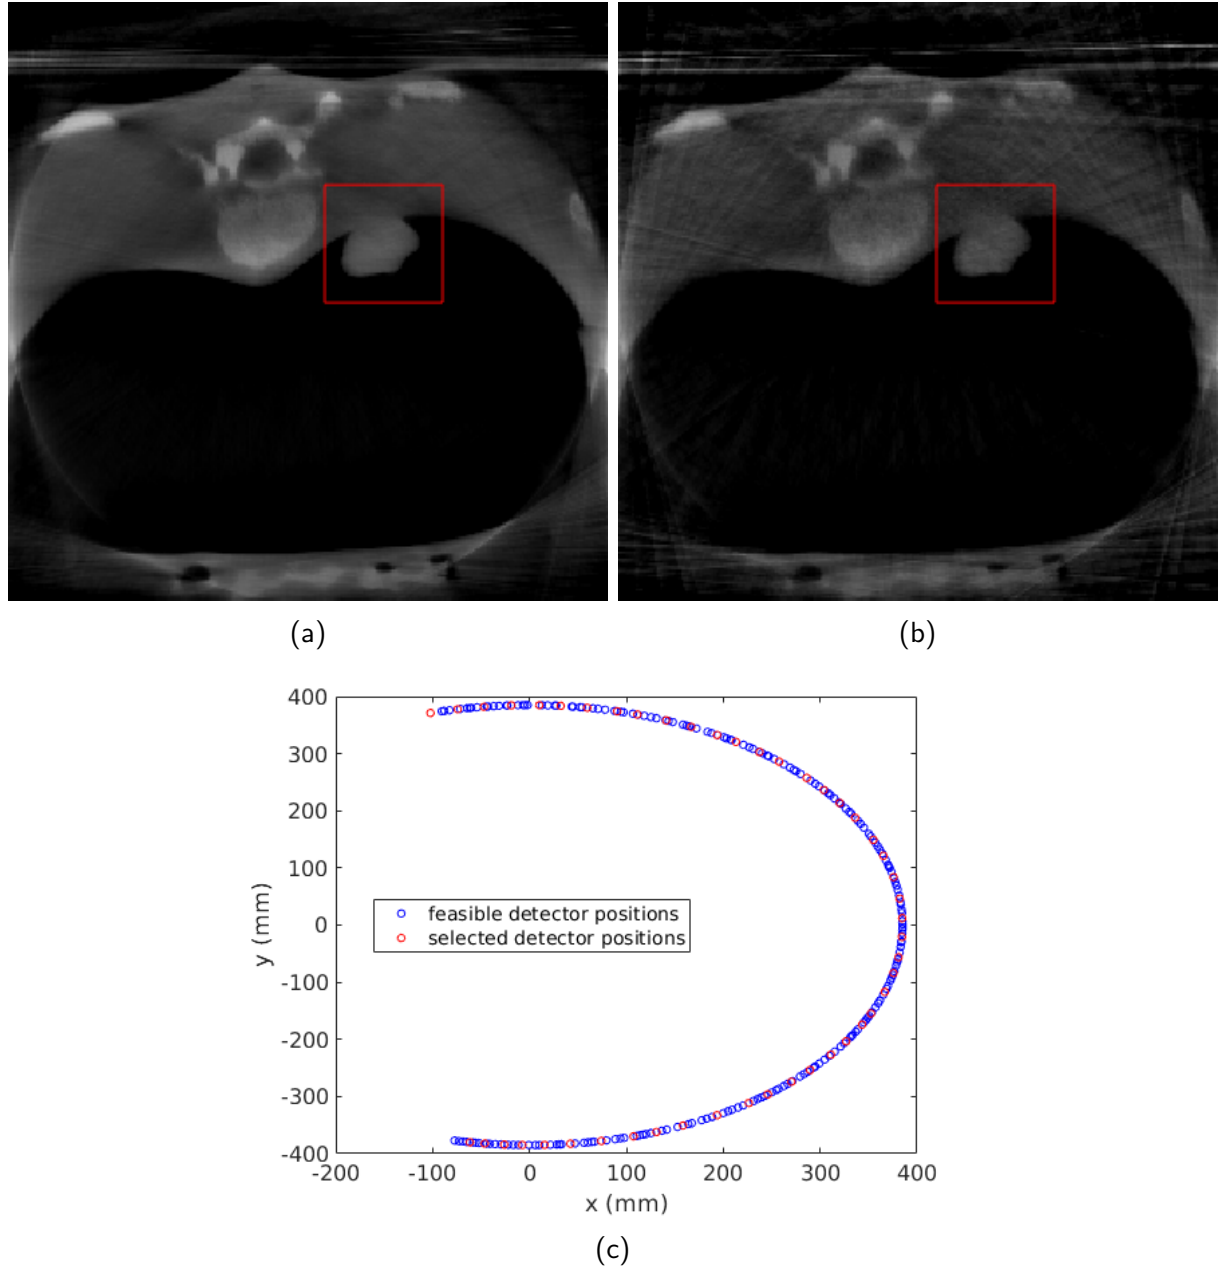 (a)
(b)
400
300
200
100
0
-100
-200
-300
-400
y (mm)
feasible detector positions
selected detector positions
-200 -100 0 100 200 300 400
x (mm)
(c)